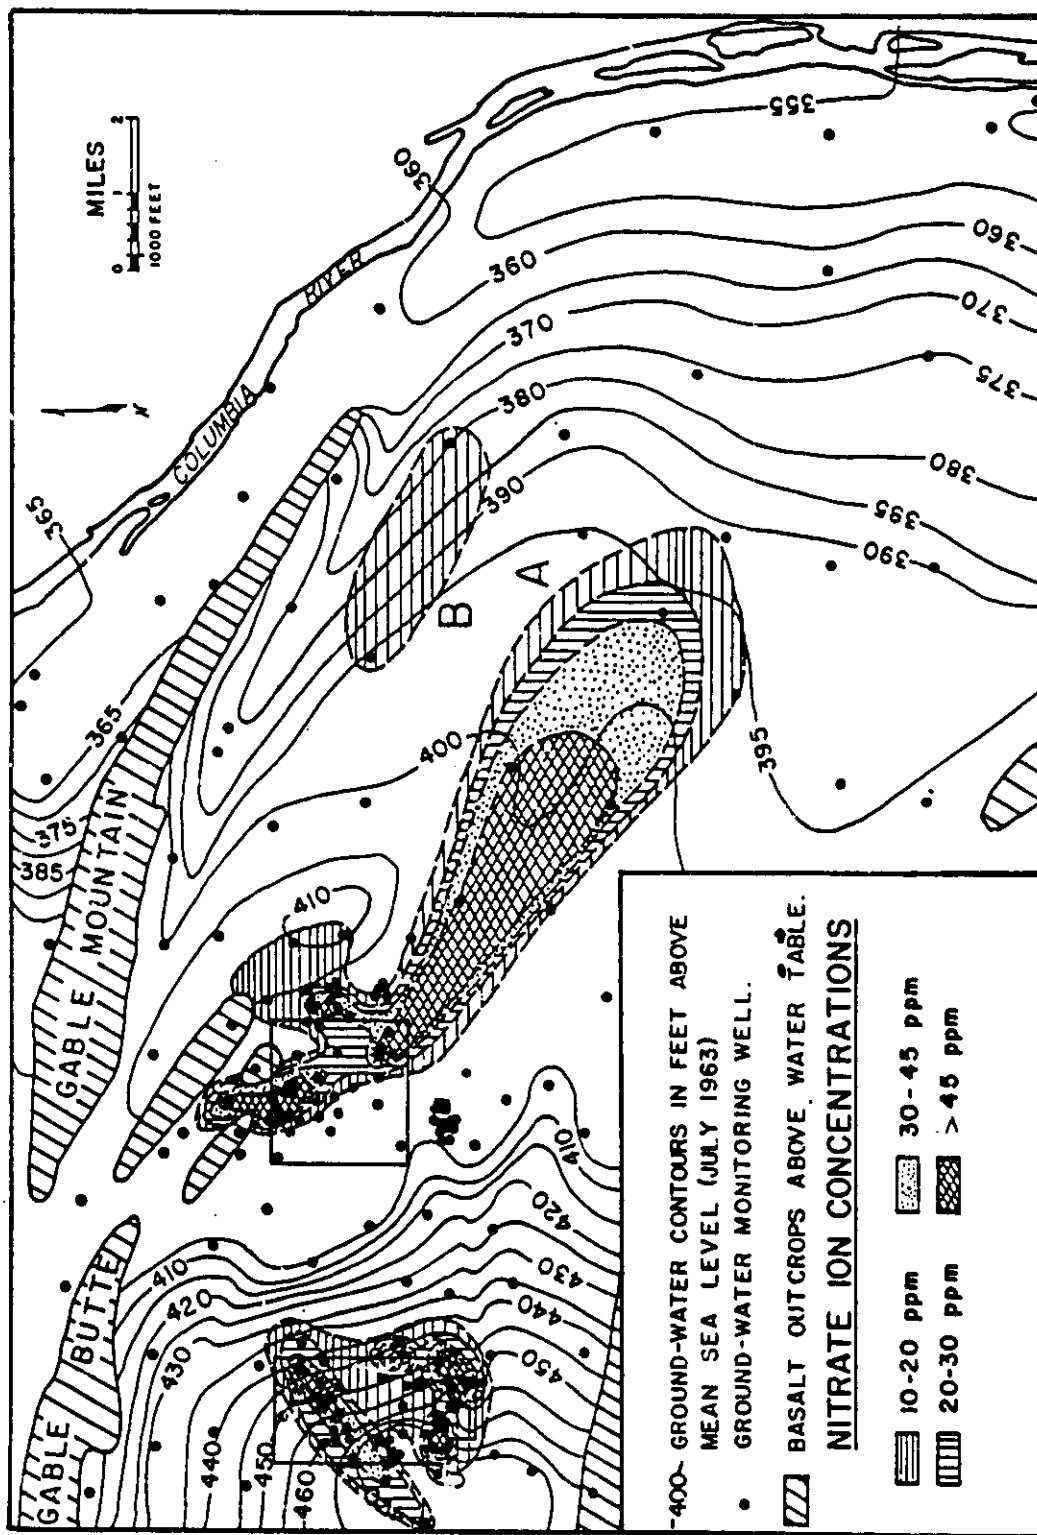 MILES
0 1 2
1000 FEET
N
COLUMBIA
RIVER
GABLE
BUTTE
GABLE
MOUNTAIN
365
360
355
360
370
380
390
365
375
385
400
410
395
410
420
430
440
450
460
410
420
430
440
450
390
395
380
375
370
360
A
B
-400- GROUND-WATER CONTOURS IN FEET ABOVE
MEAN SEA LEVEL (JULY 1963)
GROUND-WATER MONITORING WELL.
BASALT OUTCROPS ABOVE WATER TABLE.
NITRATE ION CONCENTRATIONS
10-20 ppm
30-45 ppm
20-30 ppm
>45 ppm